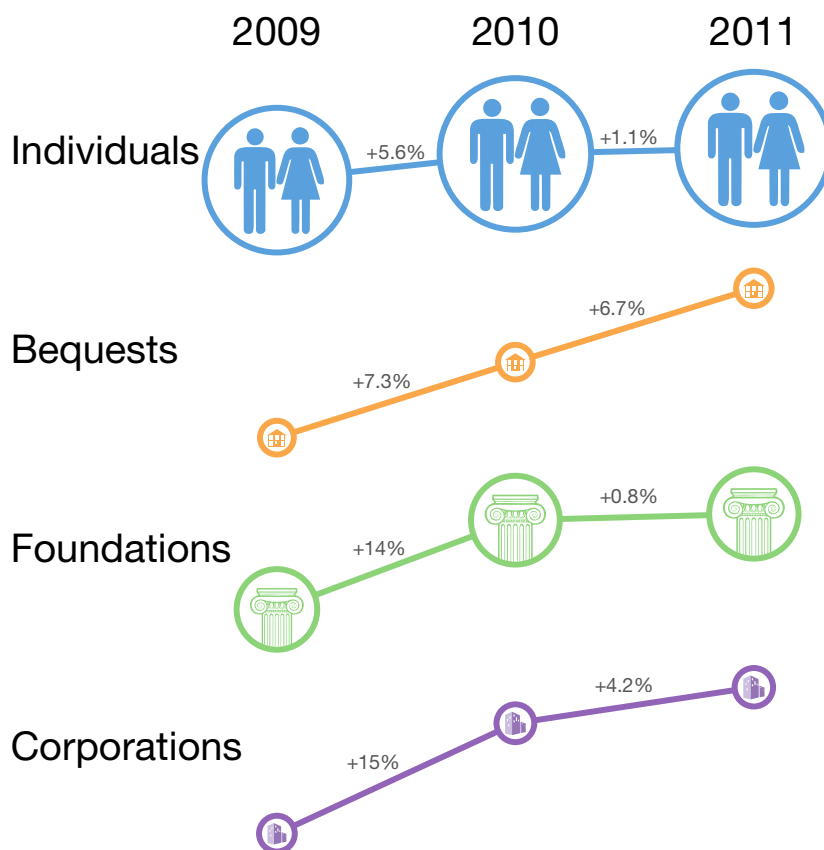 2009 2010 2011
Individuals
+5.6%
+1.1%
Bequests
+7.3%
+6.7%
Foundations
+14%
+0.8%
Corporations
+15%
+4.2%